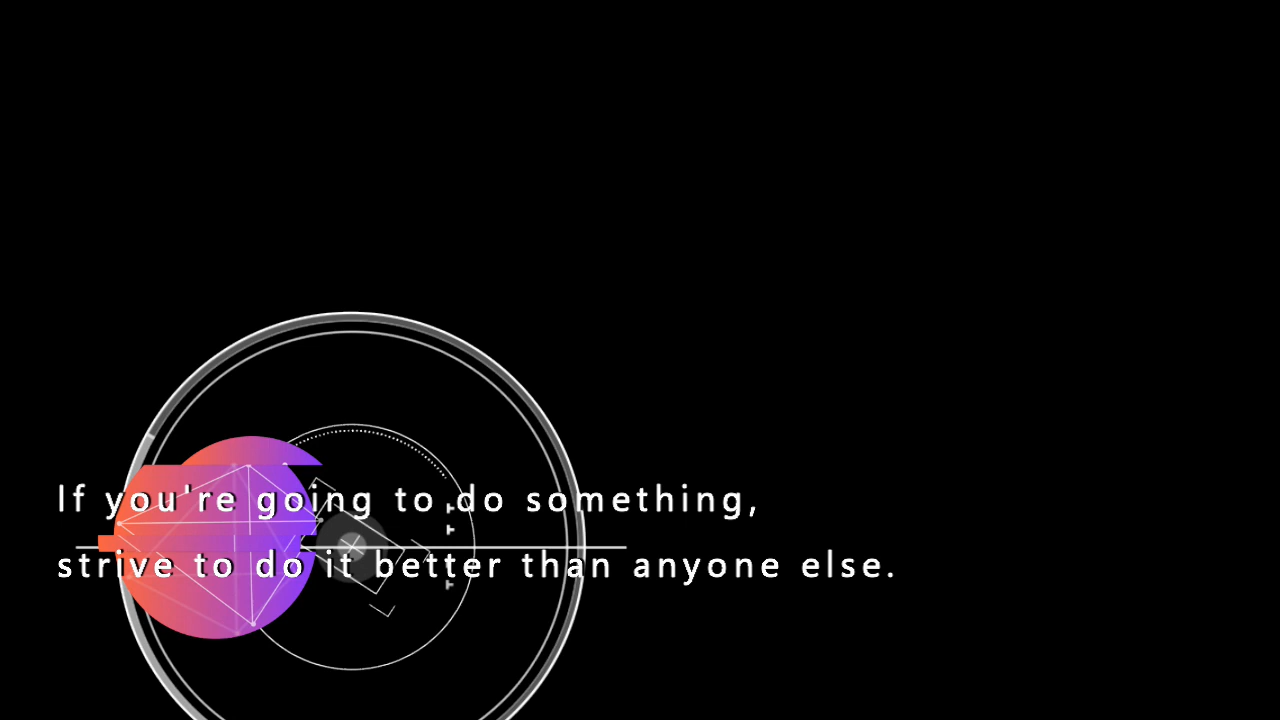 If you're going to do something,
strive to do it better than anyone else.